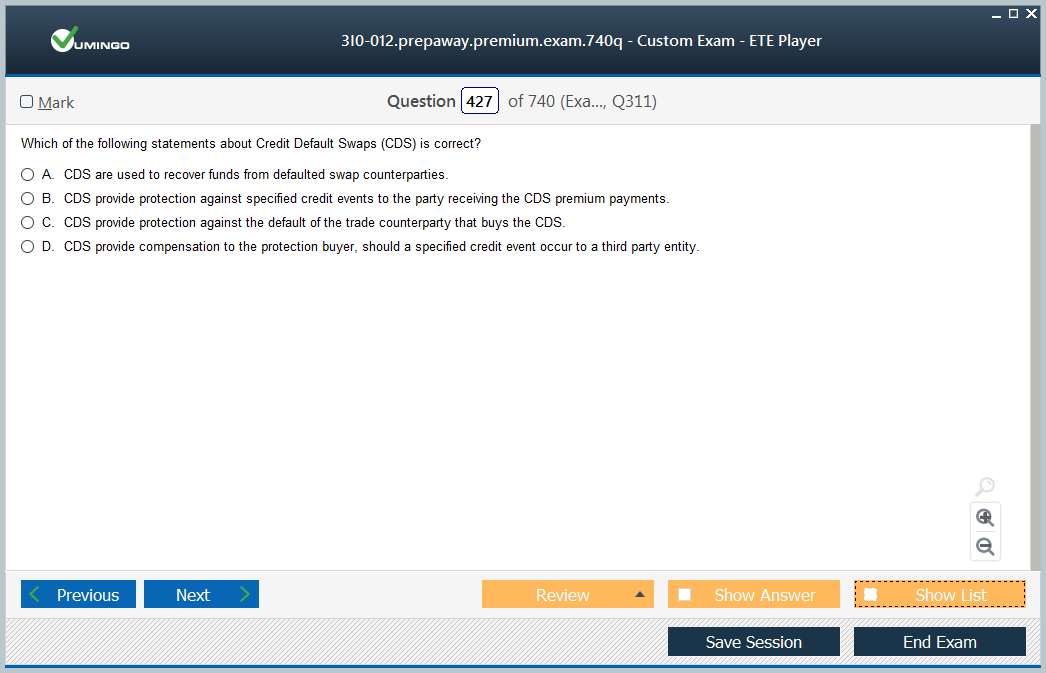 VUMINGO
3I0-012.prepaway.premium.exam.740q - Custom Exam - ETE Player
Mark
Question 427 of 740 (Exa..., Q311)
Which of the following statements about Credit Default Swaps (CDS) is correct?
A. CDS are used to recover funds from defaulted swap counterparties.
B. CDS provide protection against specified credit events to the party receiving the CDS premium payments.
C. CDS provide protection against the default of the trade counterparty that buys the CDS.
D. CDS provide compensation to the protection buyer, should a specified credit event occur to a third party entity.
Previous Next Review Show Answer Show List
Save Session End Exam